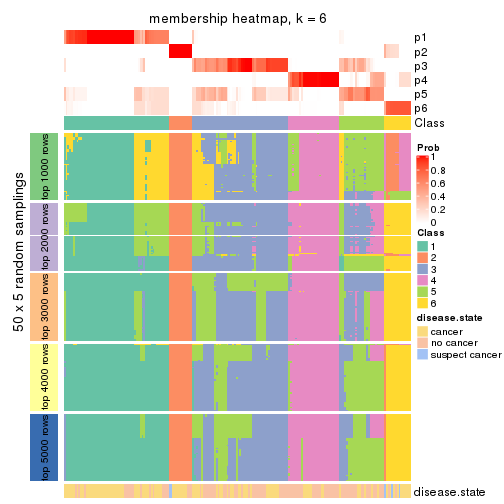 membership heatmap, k = 6
p1
p2
p3
p4
p5
p6
Class
50 x 5 random samplings
top 1000 rows
top 2000 rows
top 3000 rows
top 4000 rows
top 5000 rows
Prob
1
0.8
0.6
0.4
0.2
0
Class
1
2
3
4
5
6
disease.state
cancer
no cancer
suspect cancer
disease.state